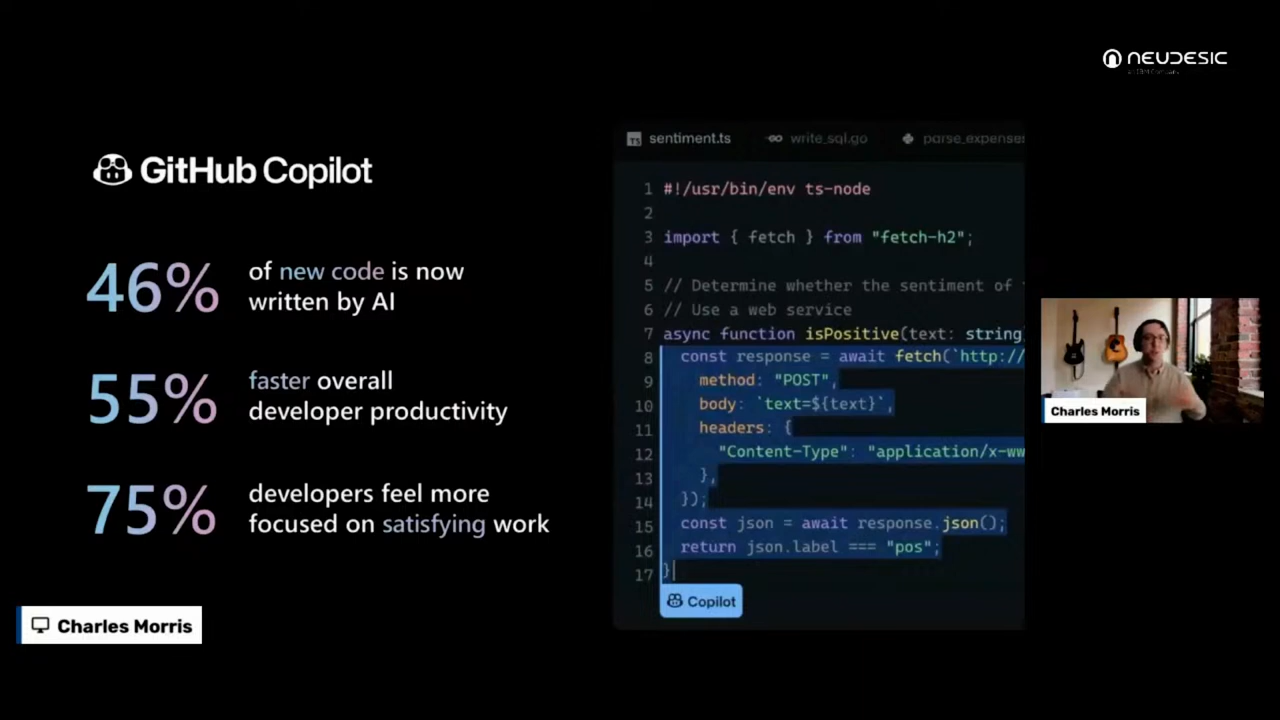 NEUDESIC
an IBM Company
GitHub Copilot
46%
of new code is now
written by AI
55%
faster overall
developer productivity
75%
developers feel more
focused on satisfying work
Charles Morris
TS sentiment.ts
write_sql.go
parse_expenses
1 #!/usr/bin/env ts-node
2
3 import { fetch } from "fetch-h2";
4
5 // Determine whether the sentiment of
6 // Use a web service
7 async function isPositive(text: string)
8 const response = await fetch(`http://
9 method: "POST",
10 body: `text=${text}`,
11 headers: {
12 "Content-Type": "application/x-ww
13 },
14 });
15 const json = await response.json();
16 return json.label === "pos";
17 }
Copilot
Charles Morris